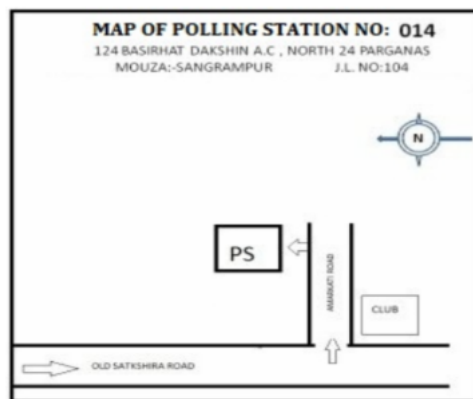 MAP OF POLLING STATION NO: 014
124 BASIRHAT DAKSHIN A.C , NORTH 24 PARGANAS
MOUZA:-SANGRAMPUR J.L. NO:104
N
PS
CLUB
OLD SATKSHIRA ROAD